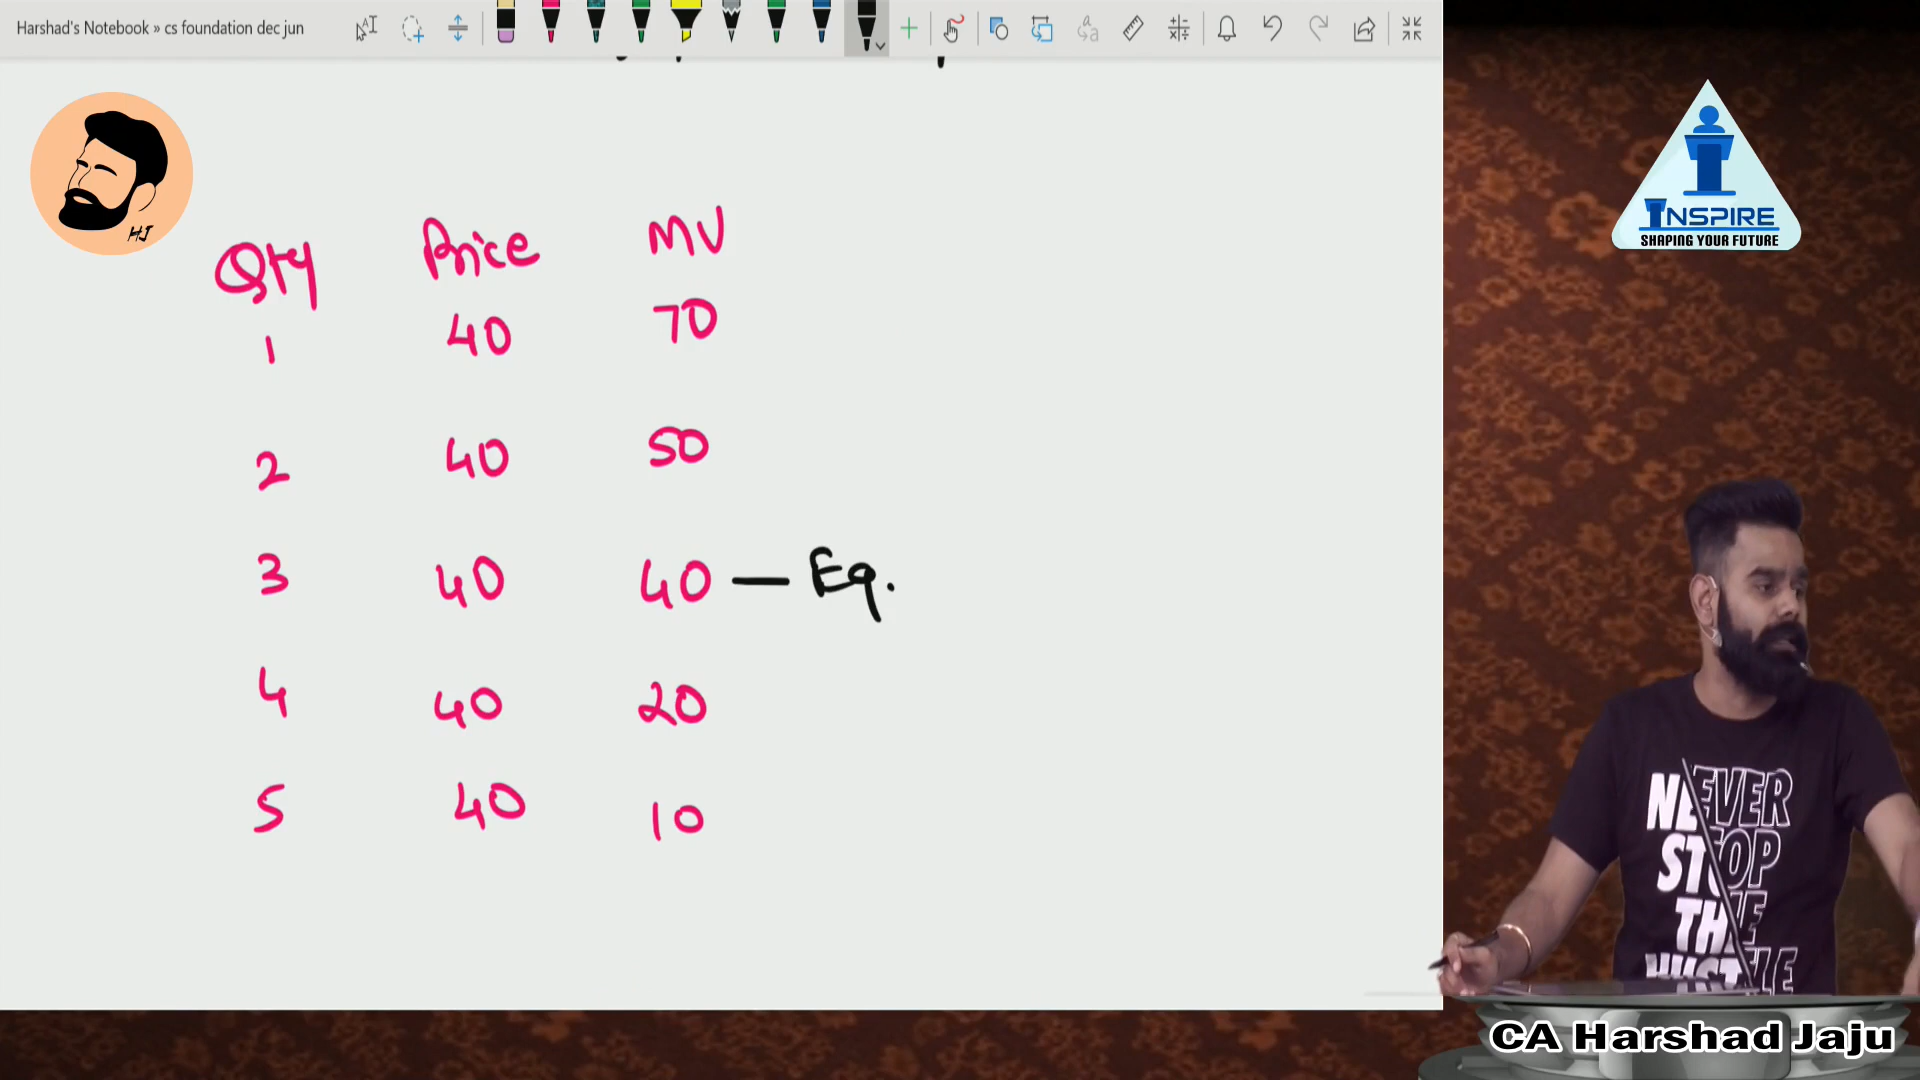 Harshad's Notebook » cs foundation dec jun
HJ
INSPIRE
SHAPING YOUR FUTURE
Qty Price MV
1 40 70
2 40 50
3 40 40 — Eq.
4 40 20
5 40 10
NEVER
STOP
THE
HUSTLE
CA Harshad Jaju